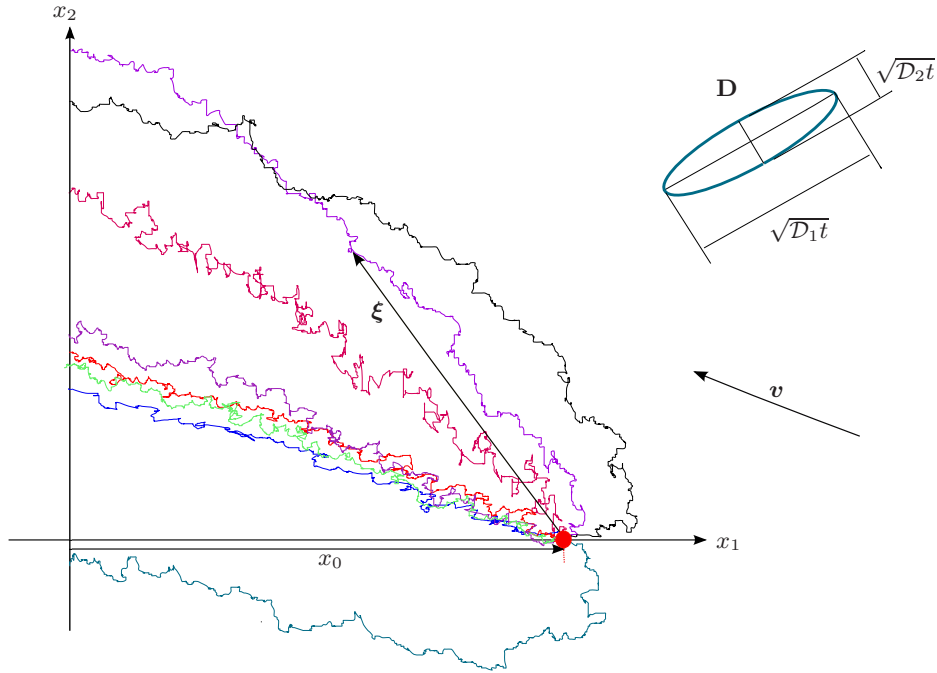 x₂
D
√𝒟₂t
√𝒟₁t
ξ
v
x₀
x₁